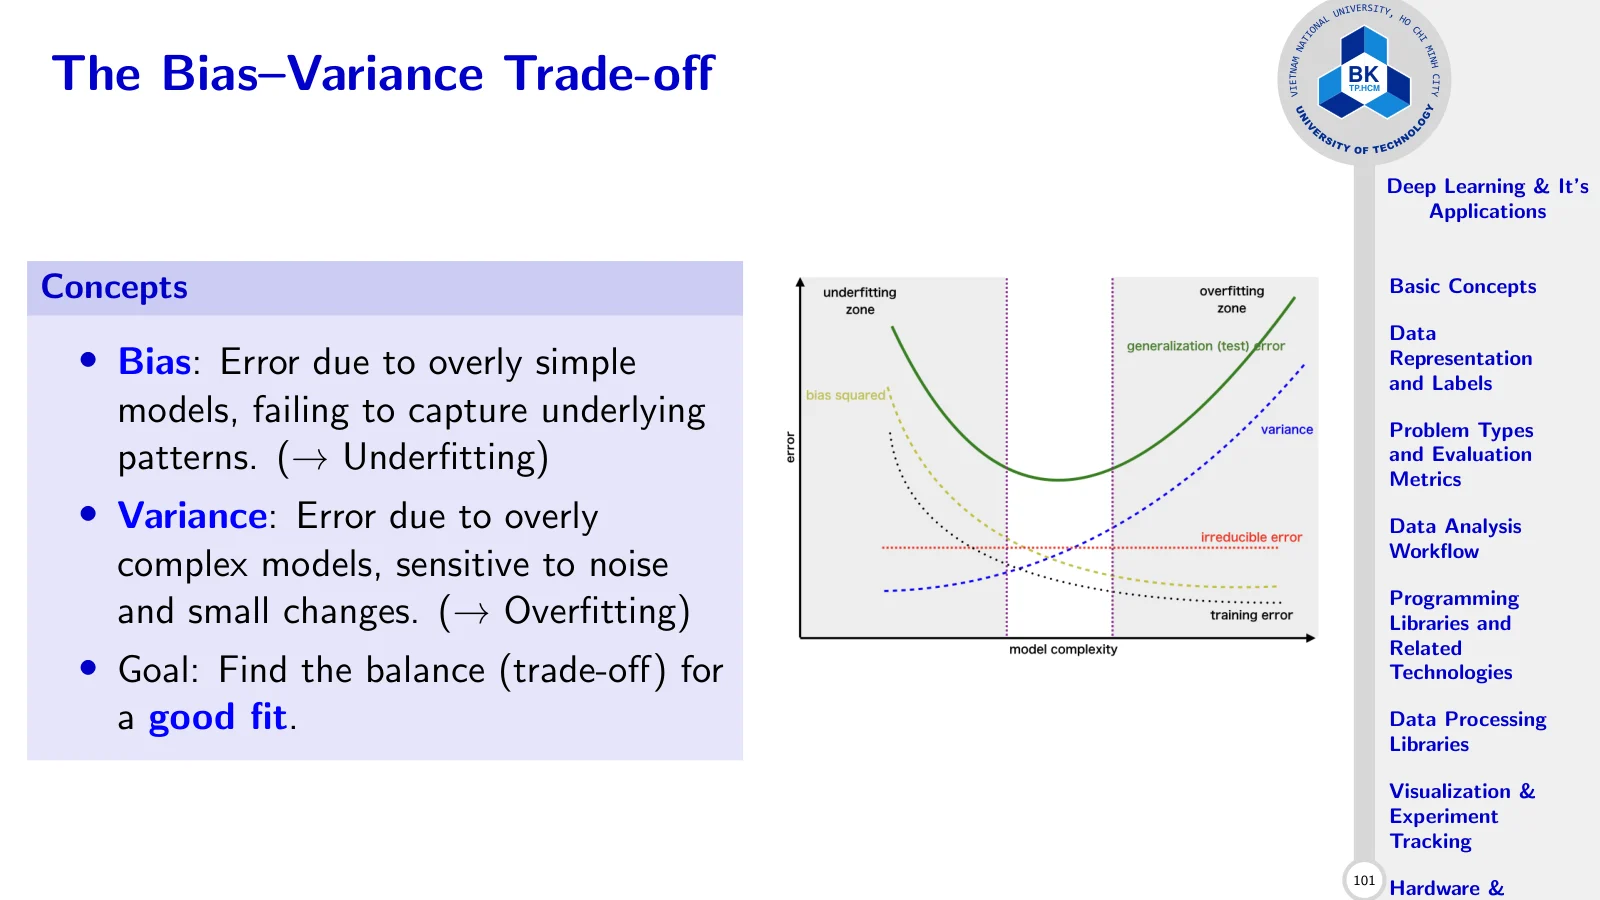 The Bias–Variance Trade-off
Concepts
• Bias: Error due to overly simple
models, failing to capture underlying
patterns. (→ Underfitting)
• Variance: Error due to overly
complex models, sensitive to noise
and small changes. (→ Overfitting)
• Goal: Find the balance (trade-off) for
a good fit.
underfitting
zone
overfitting
zone
generalization (test) error
bias squared
variance
error
irreducible error
training error
model complexity
VIETNAM NATIONAL UNIVERSITY, HO CHI MINH CITY
BK
TP.HCM
UNIVERSITY OF TECHNOLOGY
Deep Learning & It's
Applications
Basic Concepts
Data
Representation
and Labels
Problem Types
and Evaluation
Metrics
Data Analysis
Workflow
Programming
Libraries and
Related
Technologies
Data Processing
Libraries
Visualization &
Experiment
Tracking
Hardware &
101